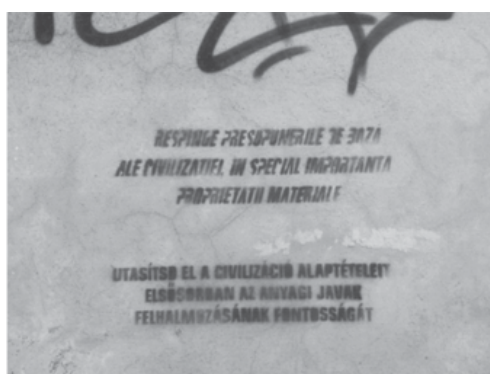 RESPINGE PRESUPUNERILE DE BAZA
ALE CIVILIZATIEI, IN SPECIAL IMPORTANTA
PROPRIETATII MATERIALE
UTASÍTSD EL A CIVILIZÁCIÓ ALAPTÉTELEIT
ELSŐSORBAN AZ ANYAGI JAVAK
FELHALMOZÁSÁNAK FONTOSSÁGÁT